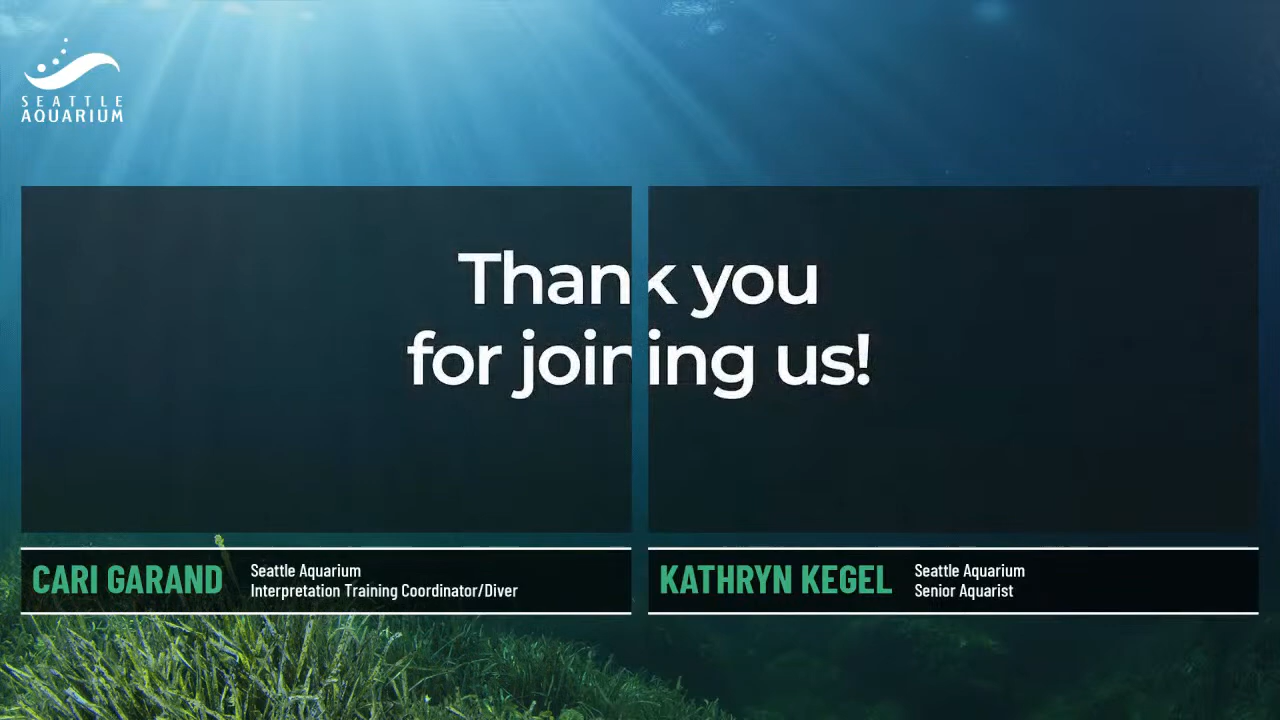 SEATTLE
AQUARIUM
Thank you
for joining us!
CARI GARAND
Seattle Aquarium
Interpretation Training Coordinator/Diver
KATHRYN KEGEL
Seattle Aquarium
Senior Aquarist